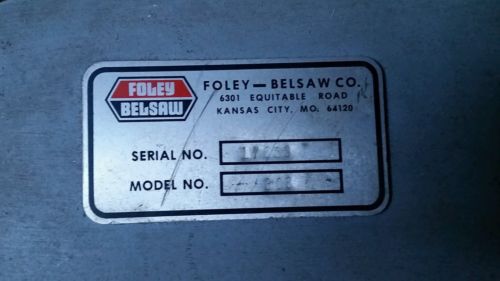 FOLEY
BELSAW
FOLEY — BELSAW CO.
6301 EQUITABLE ROAD
KANSAS CITY, MO. 64120
SERIAL NO.
MODEL NO.